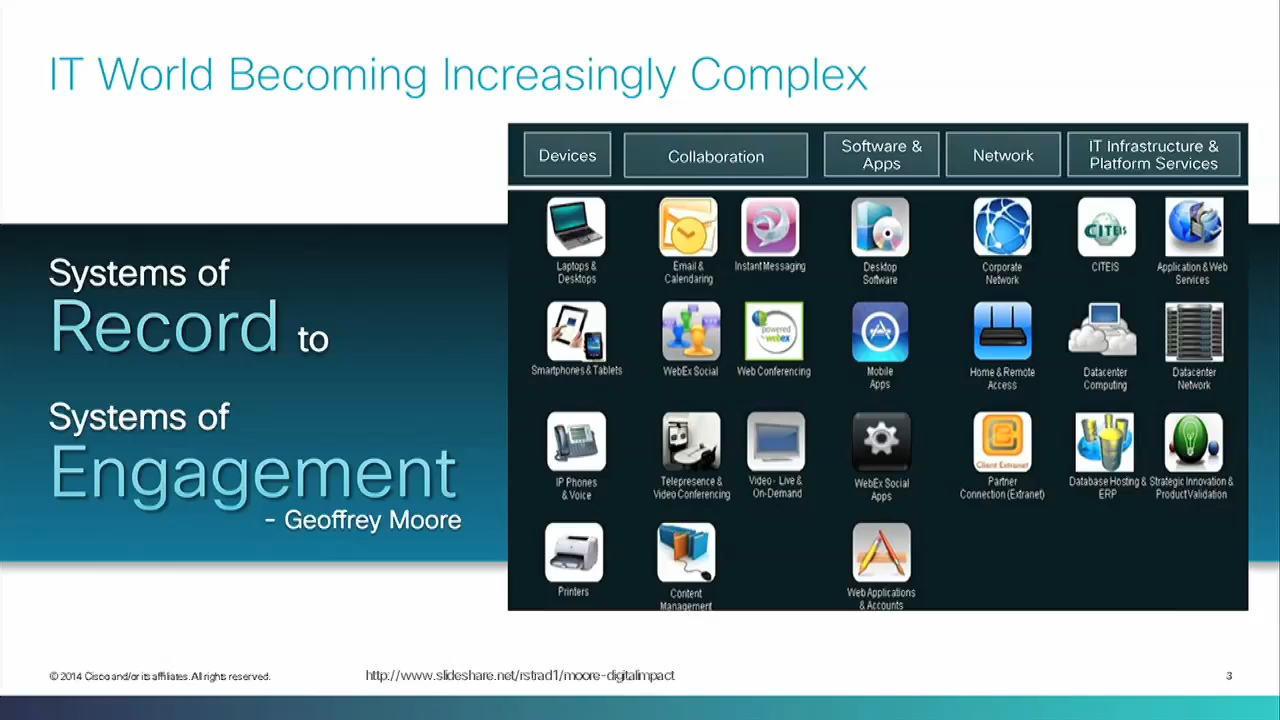 IT World Becoming Increasingly Complex
Systems of
Record to
Systems of
Engagement
- Geoffrey Moore
Devices
Collaboration
Software &
Apps
Network
IT Infrastructure &
Platform Services
Laptops &
Desktops
Email &
Calendaring
Instant Messaging
Desktop
Software
Corporate
Network
CITEIS
CITEIS
Application & Web
Services
Smartphones & Tablets
WebEx Social
powered
webex
Web Conferencing
Mobile
Apps
Home & Remote
Access
Datacenter
Computing
Datacenter
Network
IP Phones
& Voice
Telepresence &
Video Conferencing
Video - Live &
On-Demand
WebEx Social
Apps
Client Extranet
Partner
Connection (Extranet)
Database Hosting &
ERP
Strategic Innovation &
Product Validation
Printers
Content
Management
Web Applications
& Accounts
© 2014 Cisco and/or its affiliates. All rights reserved.
http://www.slideshare.net/rstrad1/moore-digitalimpact
3